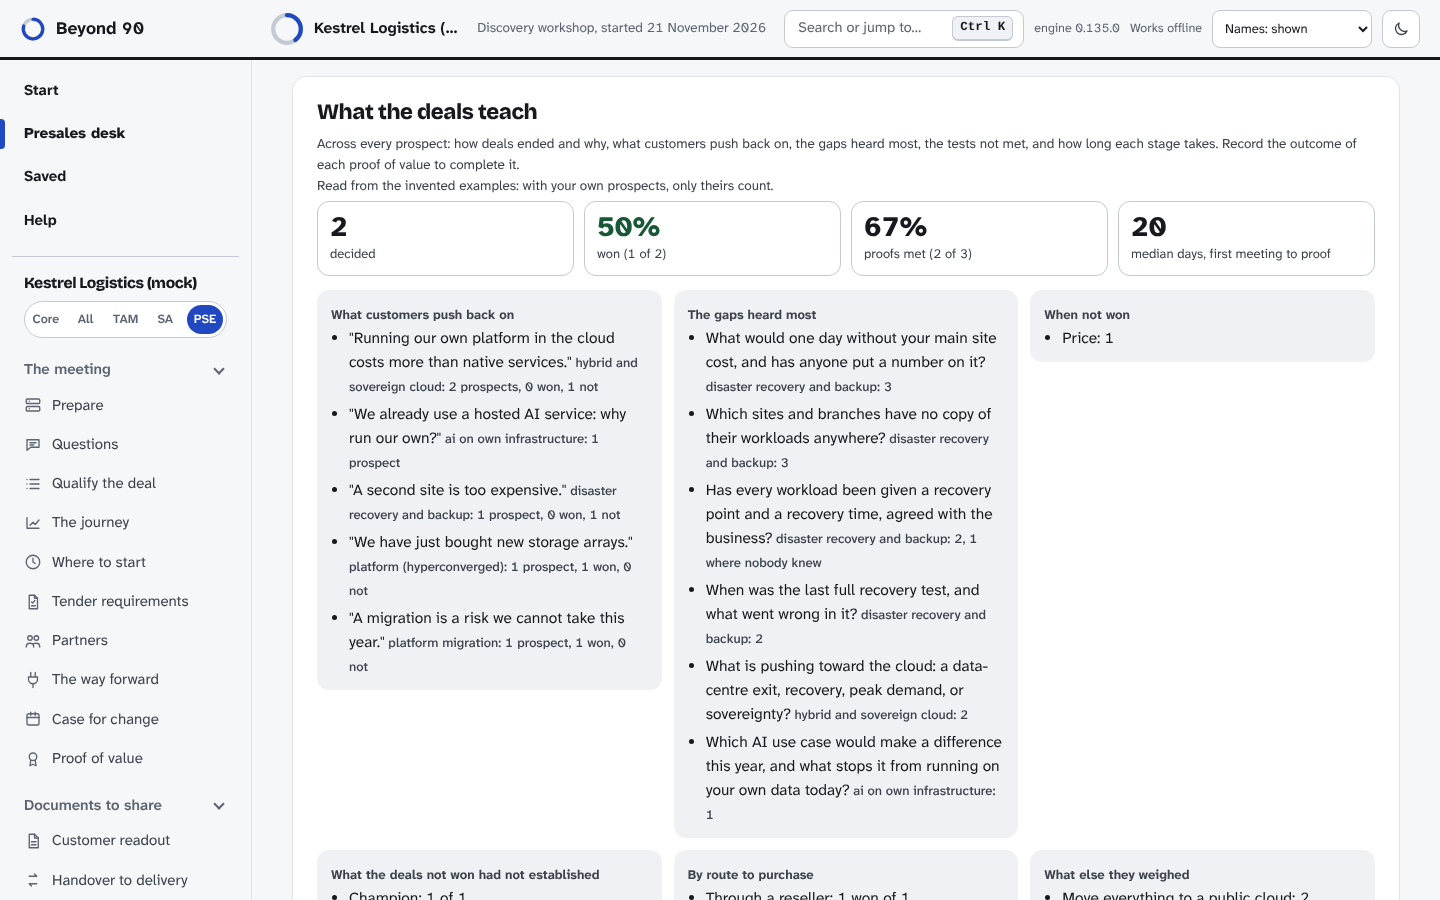 Beyond 90
Kestrel Logistics (...
Discovery workshop, started 21 November 2026
Search or jump to...
Ctrl K
engine 0.135.0
Works offline
Names: shown
Start
Presales desk
Saved
Help
Kestrel Logistics (mock)
Core
All
TAM
SA
PSE
The meeting
Prepare
Questions
Qualify the deal
The journey
Where to start
Tender requirements
Partners
The way forward
Case for change
Proof of value
Documents to share
Customer readout
Handover to delivery
What the deals teach
Across every prospect: how deals ended and why, what customers push back on, the gaps heard most, the tests not met, and how long each stage takes. Record the outcome of
each proof of value to complete it.
Read from the invented examples: with your own prospects, only theirs count.
2
decided
50%
won (1 of 2)
67%
proofs met (2 of 3)
20
median days, first meeting to proof
What customers push back on
• "Running our own platform in the cloud
costs more than native services." hybrid and
sovereign cloud: 2 prospects, 0 won, 1 not
• "We already use a hosted AI service: why
run our own?" ai on own infrastructure: 1
prospect
• "A second site is too expensive." disaster
recovery and backup: 1 prospect, 0 won, 1 not
• "We have just bought new storage arrays."
platform (hyperconverged): 1 prospect, 1 won, 0
not
• "A migration is a risk we cannot take this
year." platform migration: 1 prospect, 1 won, 0
not
The gaps heard most
• What would one day without your main site
cost, and has anyone put a number on it?
disaster recovery and backup: 3
• Which sites and branches have no copy of
their workloads anywhere? disaster recovery
and backup: 3
• Has every workload been given a recovery
point and a recovery time, agreed with the
business? disaster recovery and backup: 2, 1
where nobody knew
• When was the last full recovery test, and
what went wrong in it? disaster recovery and
backup: 2
• What is pushing toward the cloud: a data-
centre exit, recovery, peak demand, or
sovereignty? hybrid and sovereign cloud: 2
• Which AI use case would make a difference
this year, and what stops it from running on
your own data today? ai on own infrastructure:
1
When not won
• Price: 1
What the deals not won had not established
• Champion: 1 of 1
By route to purchase
• Through a reseller: 1 won of 1
What else they weighed
• Move everything to a public cloud: 2